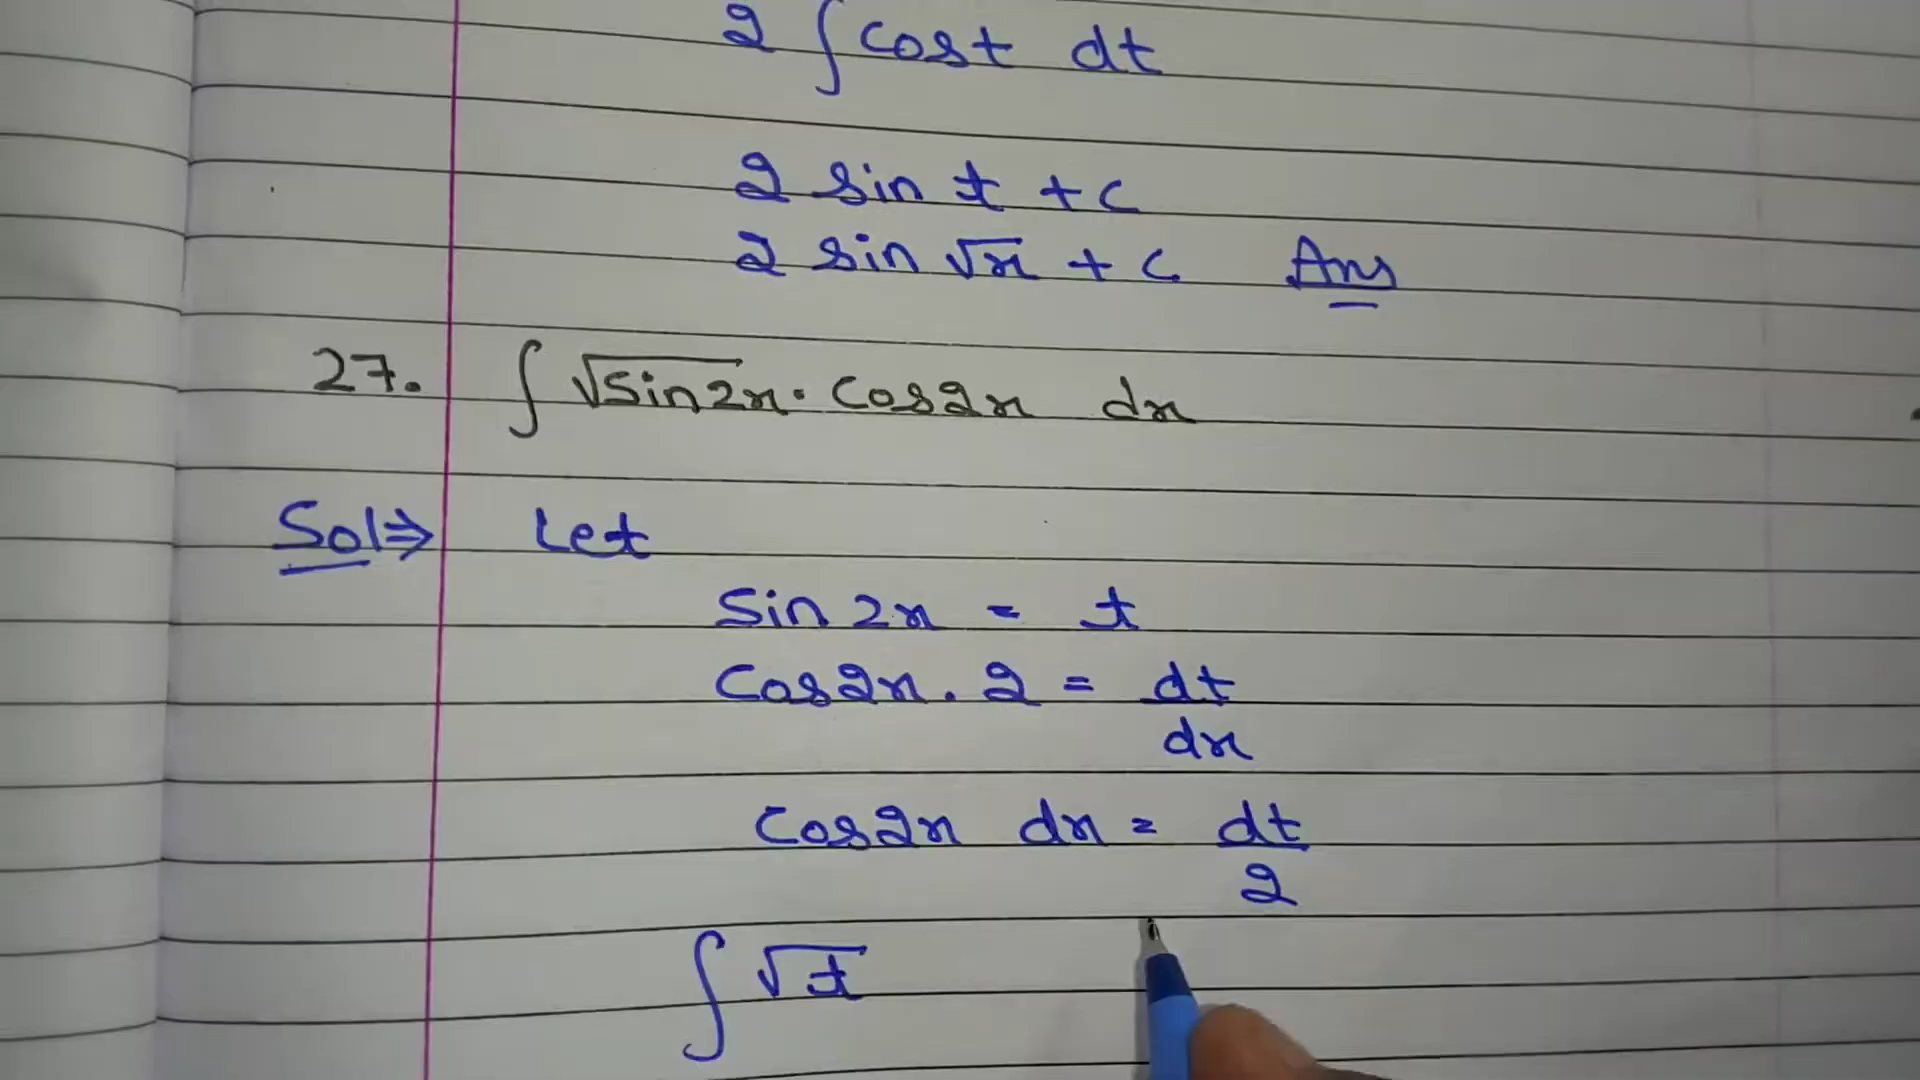 2 ∫ cost dt
2 sin t + c
2 sin √x + c Ans
27. ∫ √sin2x · cos2x dx
Sol⇒ Let
sin 2x = t
cos2x . 2 = dt/dx
cos2x dx = dt/2
∫ √t